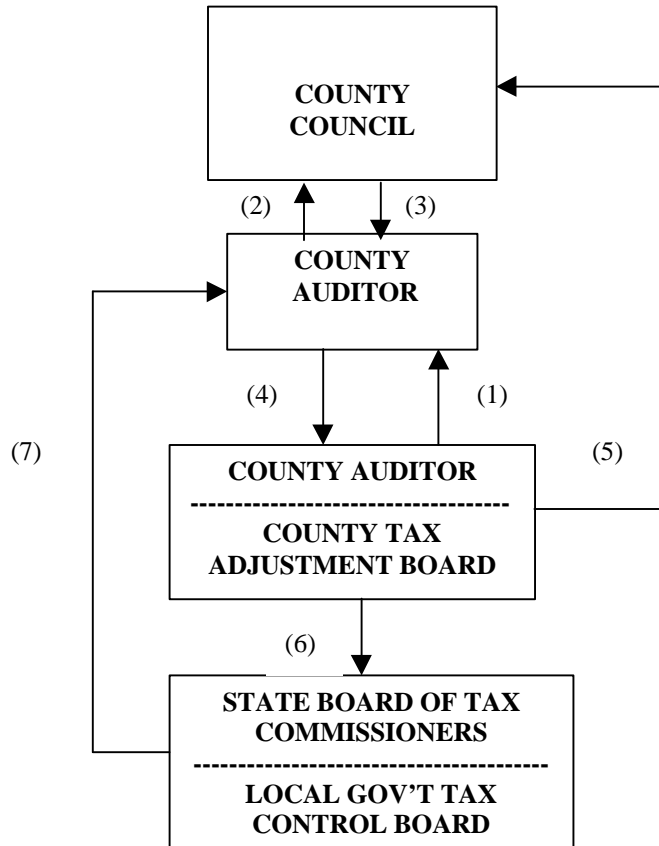 COUNTY
COUNCIL
(2)
(3)
COUNTY
AUDITOR
(4)
(1)
(7)
(5)
COUNTY AUDITOR
COUNTY TAX
ADJUSTMENT BOARD
(6)
STATE BOARD OF TAX
COMMISSIONERS
LOCAL GOV’T TAX
CONTROL BOARD